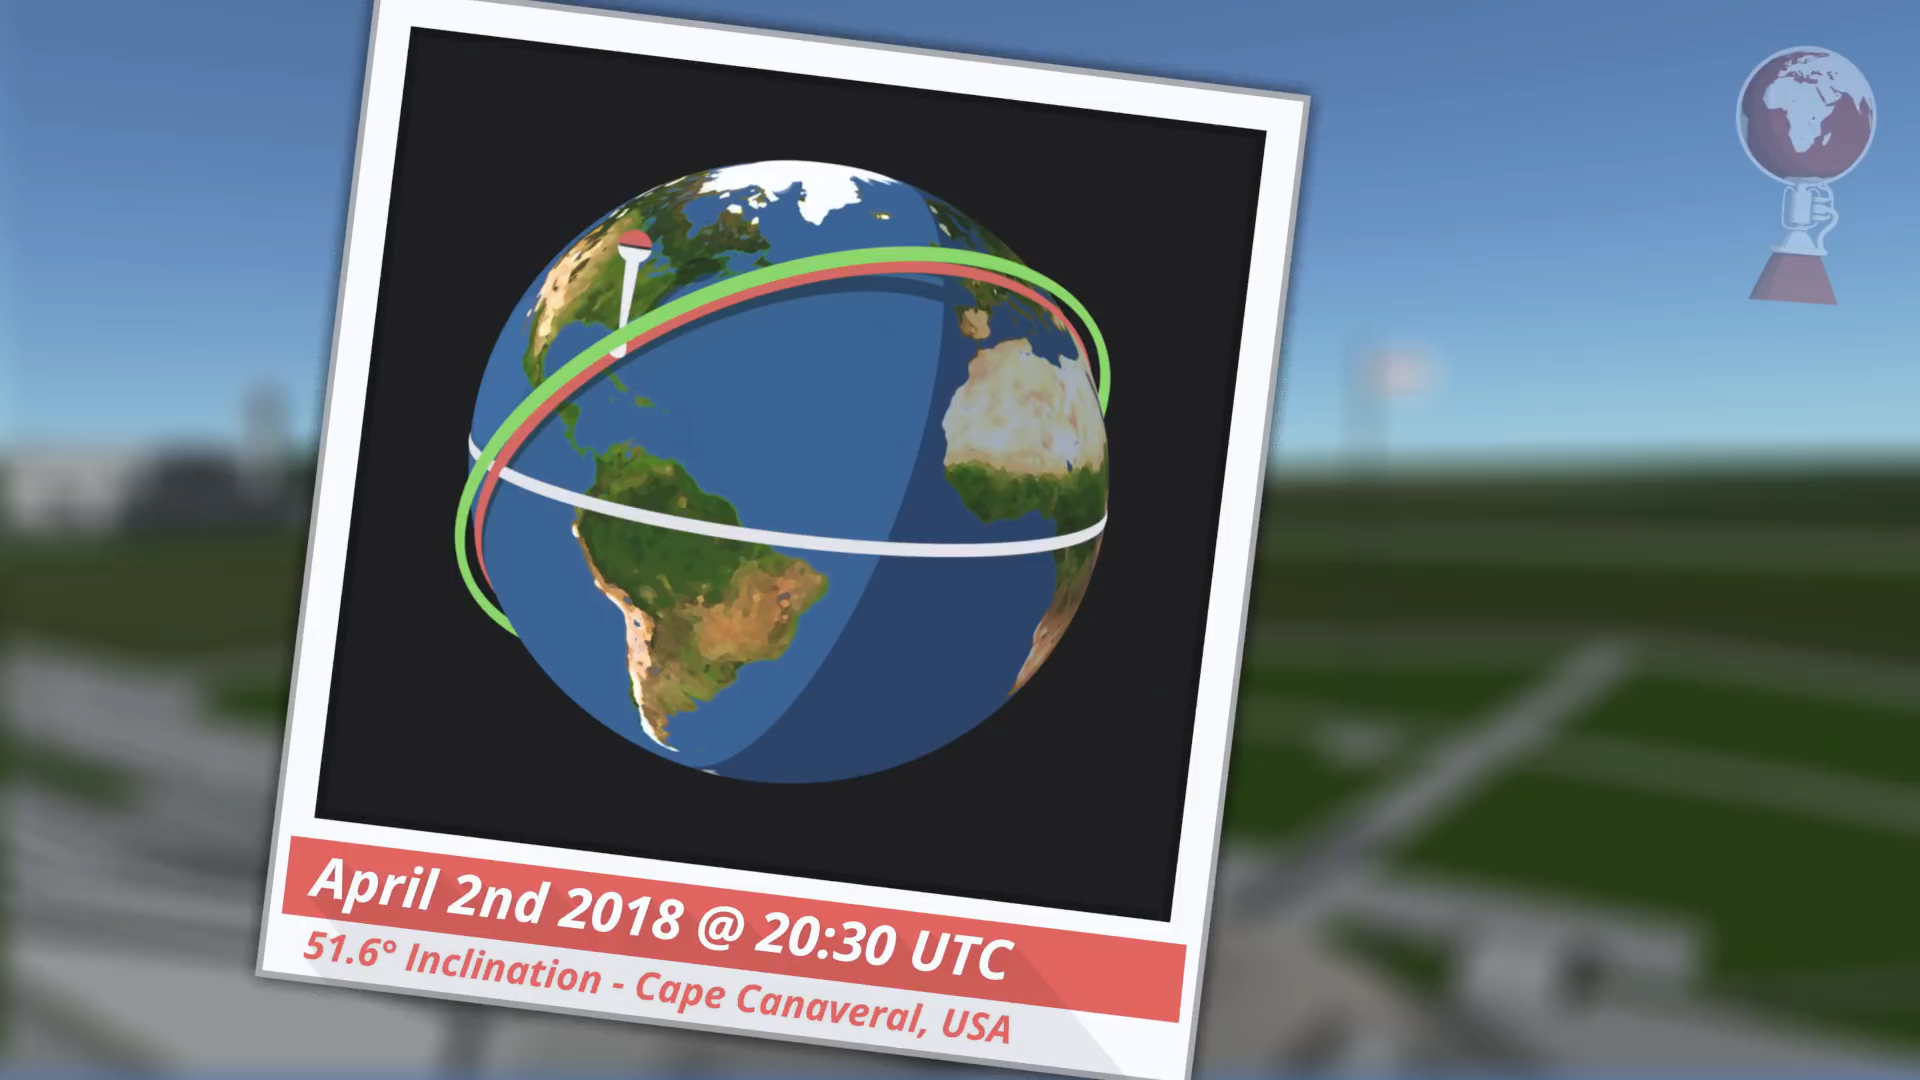 April 2nd 2018 @ 20:30 UTC
51.6° Inclination - Cape Canaveral, USA